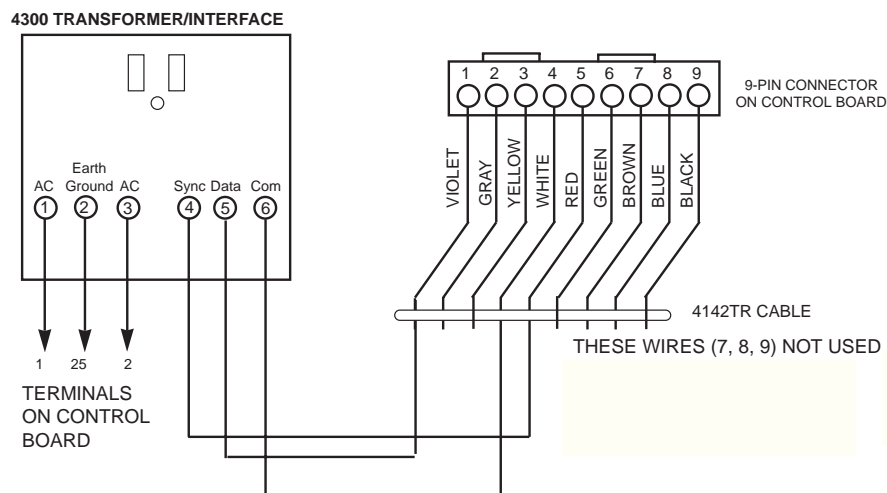 4300 TRANSFORMER/INTERFACE
1 2 3 4 5 6 7 8 9
9-PIN CONNECTOR
ON CONTROL BOARD
VIOLET
GRAY
YELLOW
WHITE
RED
GREEN
BROWN
BLUE
BLACK
Earth
AC Ground AC Sync Data Com
1 2 3 4 5 6
4142TR CABLE
THESE WIRES (7, 8, 9) NOT USED
1 25 2
TERMINALS
ON CONTROL
BOARD